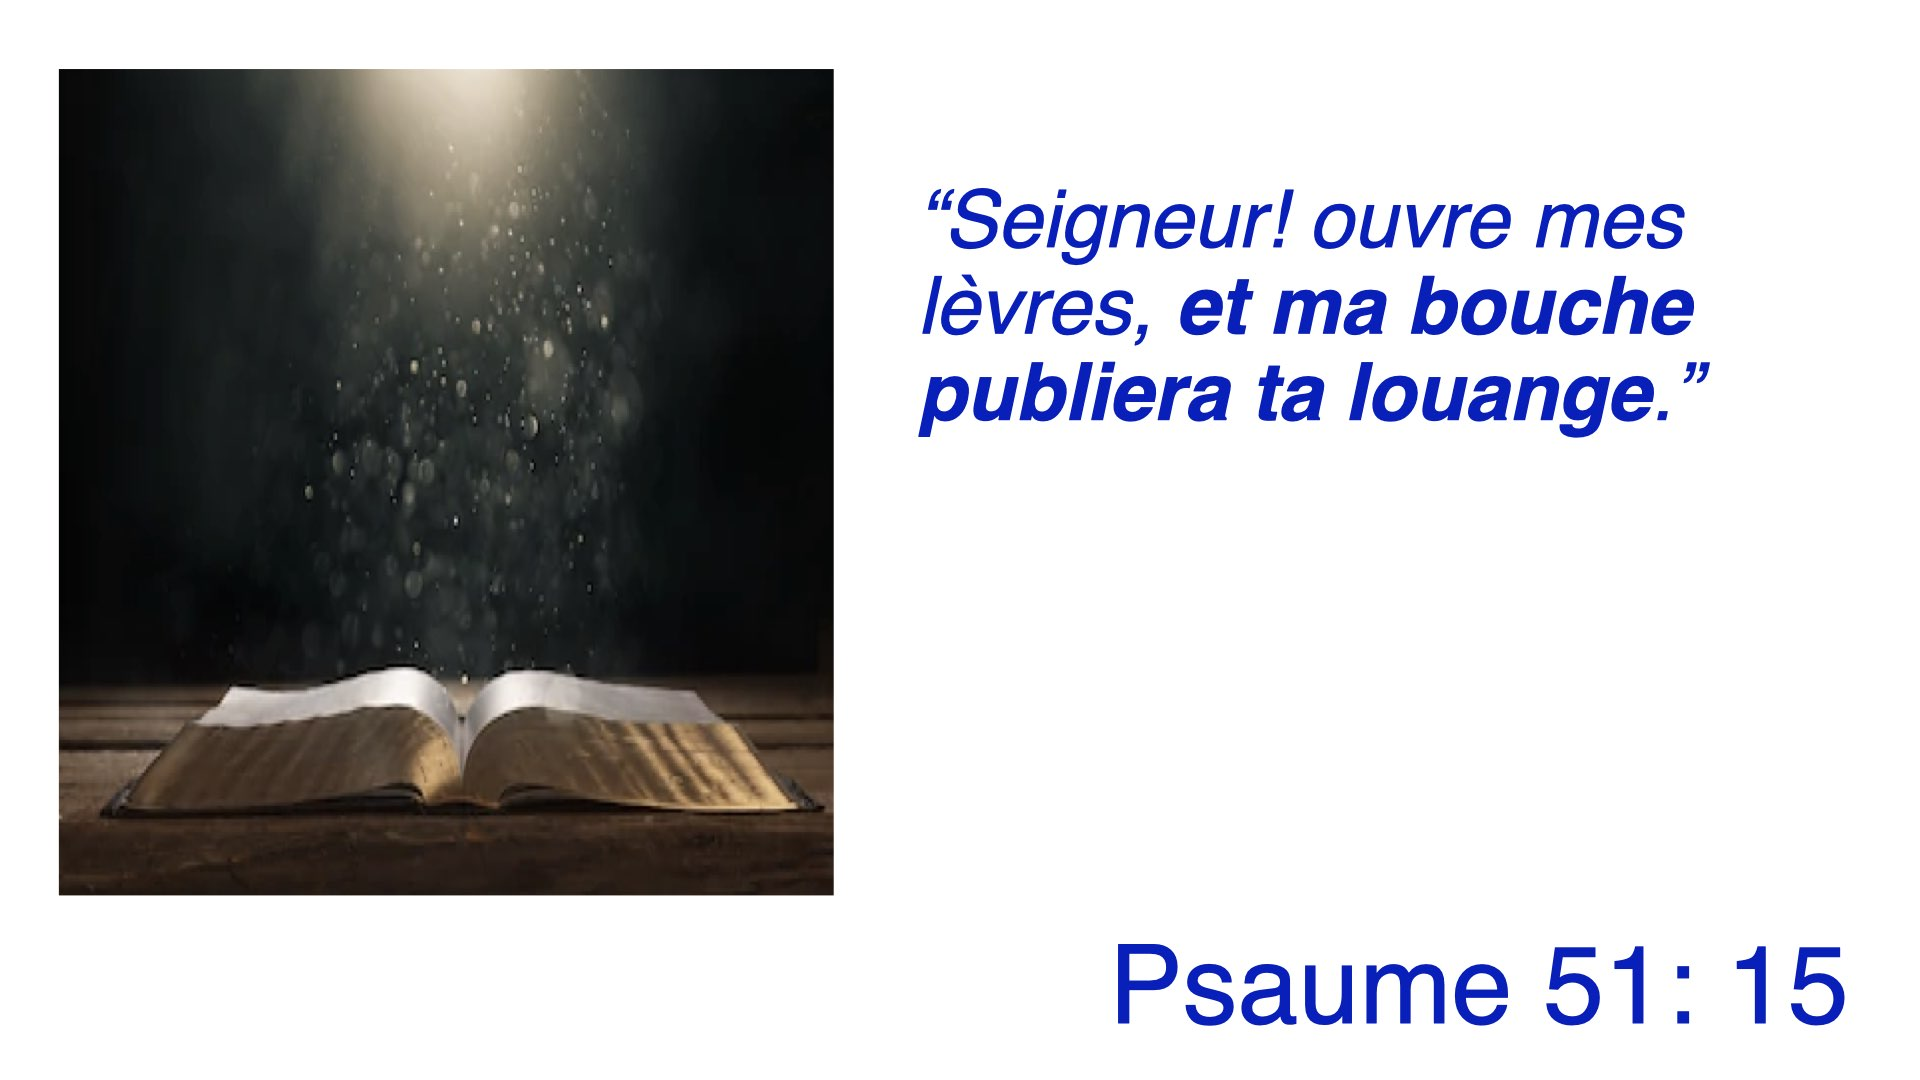 “Seigneur! ouvre mes
lèvres, et ma bouche
publiera ta louange.”
Psaume 51: 15